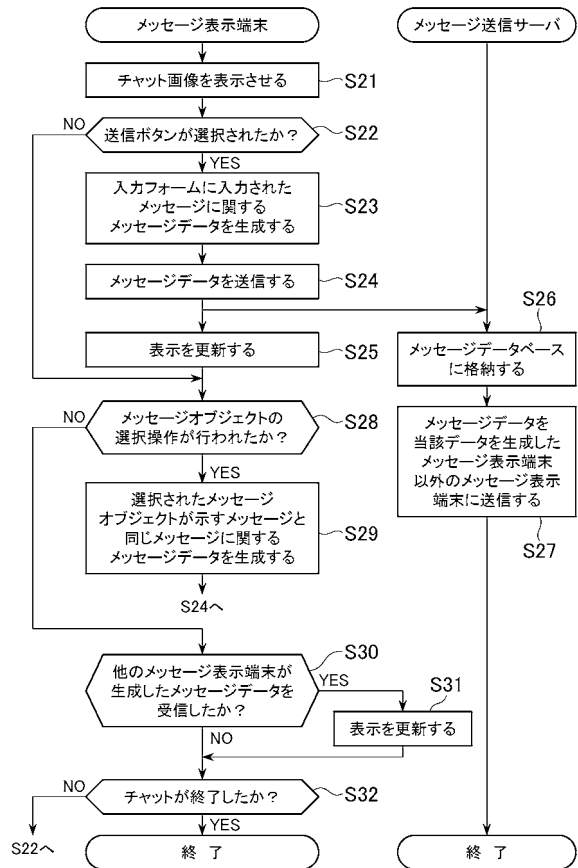 メッセージ表示端末
メッセージ送信サーバ
チャット画像を表示させる
S21
NO
送信ボタンが選択されたか？
S22
YES
入力フォームに入力された
メッセージに関する
メッセージデータを生成する
S23
メッセージデータを送信する
S24
S26
表示を更新する
S25
メッセージデータベース
に格納する
NO
メッセージオブジェクトの
選択操作が行われたか？
S28
YES
メッセージデータを
当該データを生成した
メッセージ表示端末
以外のメッセージ表示
端末に送信する
S27
選択されたメッセージ
オブジェクトが示すメッセージと
同じメッセージに関する
メッセージデータを生成する
S29
S24へ
S30
他のメッセージ表示端末が
生成したメッセージデータを
受信したか？
YES
S31
表示を更新する
NO
NO
チャットが終了したか？
S32
YES
S22へ
終 了
終 了